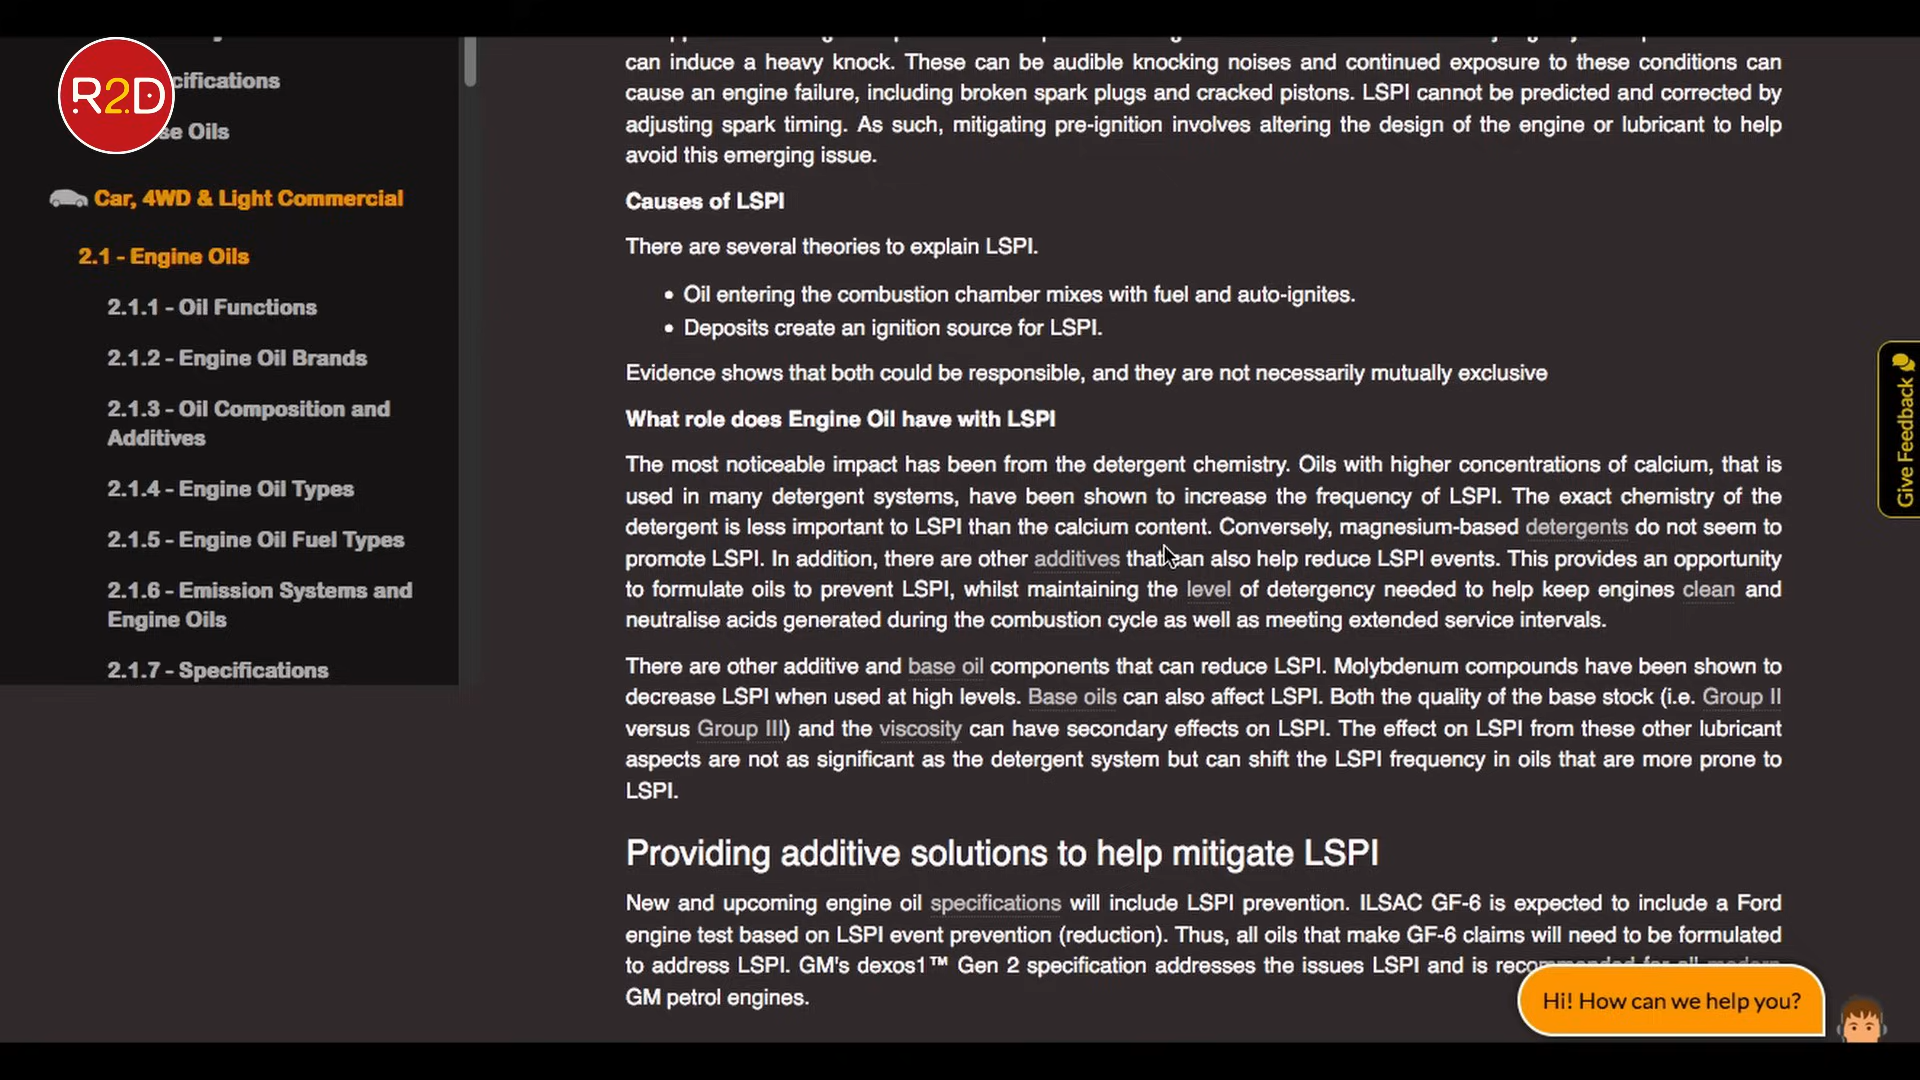 R2D
cifications
se Oils
Car, 4WD & Light Commercial
2.1 - Engine Oils
2.1.1 - Oil Functions
2.1.2 - Engine Oil Brands
2.1.3 - Oil Composition and
Additives
2.1.4 - Engine Oil Types
2.1.5 - Engine Oil Fuel Types
2.1.6 - Emission Systems and
Engine Oils
2.1.7 - Specifications
can induce a heavy knock. These can be audible knocking noises and continued exposure to these conditions can
cause an engine failure, including broken spark plugs and cracked pistons. LSPI cannot be predicted and corrected by
adjusting spark timing. As such, mitigating pre-ignition involves altering the design of the engine or lubricant to help
avoid this emerging issue.
Causes of LSPI
There are several theories to explain LSPI.
• Oil entering the combustion chamber mixes with fuel and auto-ignites.
• Deposits create an ignition source for LSPI.
Evidence shows that both could be responsible, and they are not necessarily mutually exclusive
What role does Engine Oil have with LSPI
The most noticeable impact has been from the detergent chemistry. Oils with higher concentrations of calcium, that is
used in many detergent systems, have been shown to increase the frequency of LSPI. The exact chemistry of the
detergent is less important to LSPI than the calcium content. Conversely, magnesium-based detergents do not seem to
promote LSPI. In addition, there are other additives that can also help reduce LSPI events. This provides an opportunity
to formulate oils to prevent LSPI, whilst maintaining the level of detergency needed to help keep engines clean and
neutralise acids generated during the combustion cycle as well as meeting extended service intervals.
There are other additive and base oil components that can reduce LSPI. Molybdenum compounds have been shown to
decrease LSPI when used at high levels. Base oils can also affect LSPI. Both the quality of the base stock (i.e. Group II
versus Group III) and the viscosity can have secondary effects on LSPI. The effect on LSPI from these other lubricant
aspects are not as significant as the detergent system but can shift the LSPI frequency in oils that are more prone to
LSPI.
Providing additive solutions to help mitigate LSPI
New and upcoming engine oil specifications will include LSPI prevention. ILSAC GF-6 is expected to include a Ford
engine test based on LSPI event prevention (reduction). Thus, all oils that make GF-6 claims will need to be formulated
to address LSPI. GM's dexos1™ Gen 2 specification addresses the issues LSPI and is recommended for all modern
GM petrol engines.
Give Feedback
Hi! How can we help you?